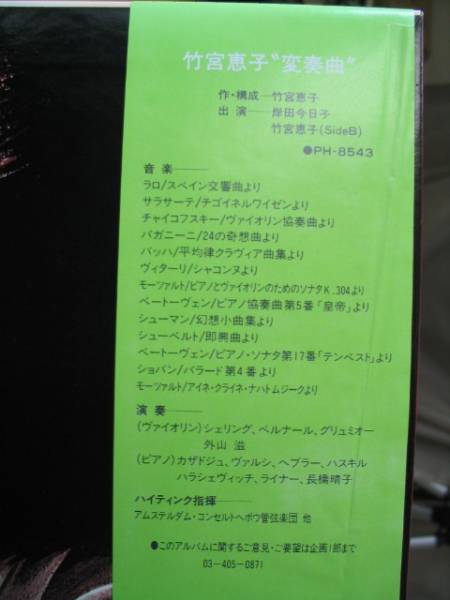 竹宮恵子“変奏曲”
作・構成—竹宮恵子
出演—岸田今日子
竹宮恵子(SideB)
●PH-8543
音楽
ラロ/スペイン交響曲より
サラサーテ/チゴイネルワイゼンより
チャイコフスキー/ヴァイオリン協奏曲より
パガニーニ/24の奇想曲より
バッハ/平均律クラヴィア曲集より
ヴィターリ/シャコンヌより
モーツァルト/ピアノとヴァイオリンのためのソナタK.304より
ベートーヴェン/ピアノ協奏曲第5番「皇帝」より
シューマン/幻想小曲集より
シューベルト/即興曲より
ベートーヴェン/ピアノ・ソナタ第17番「テンペスト」より
ショパン/バラード第4番より
モーツァルト/アイネ・クライネ・ナハトムジークより
演奏
(ヴァイオリン)シェリング、ベルナール、グリュミオー
外山 滋
(ピアノ)カザドジュ、ヴァルシ、ヘブラー、ハスキル
ハラシェヴィッチ、ライナー、長橋晴子
ハイティンク指揮
アムステルダム・コンセルトヘボウ管弦楽団 他
●このアルバムに関するご意見・ご要望は企画1部まで
03-405-0871